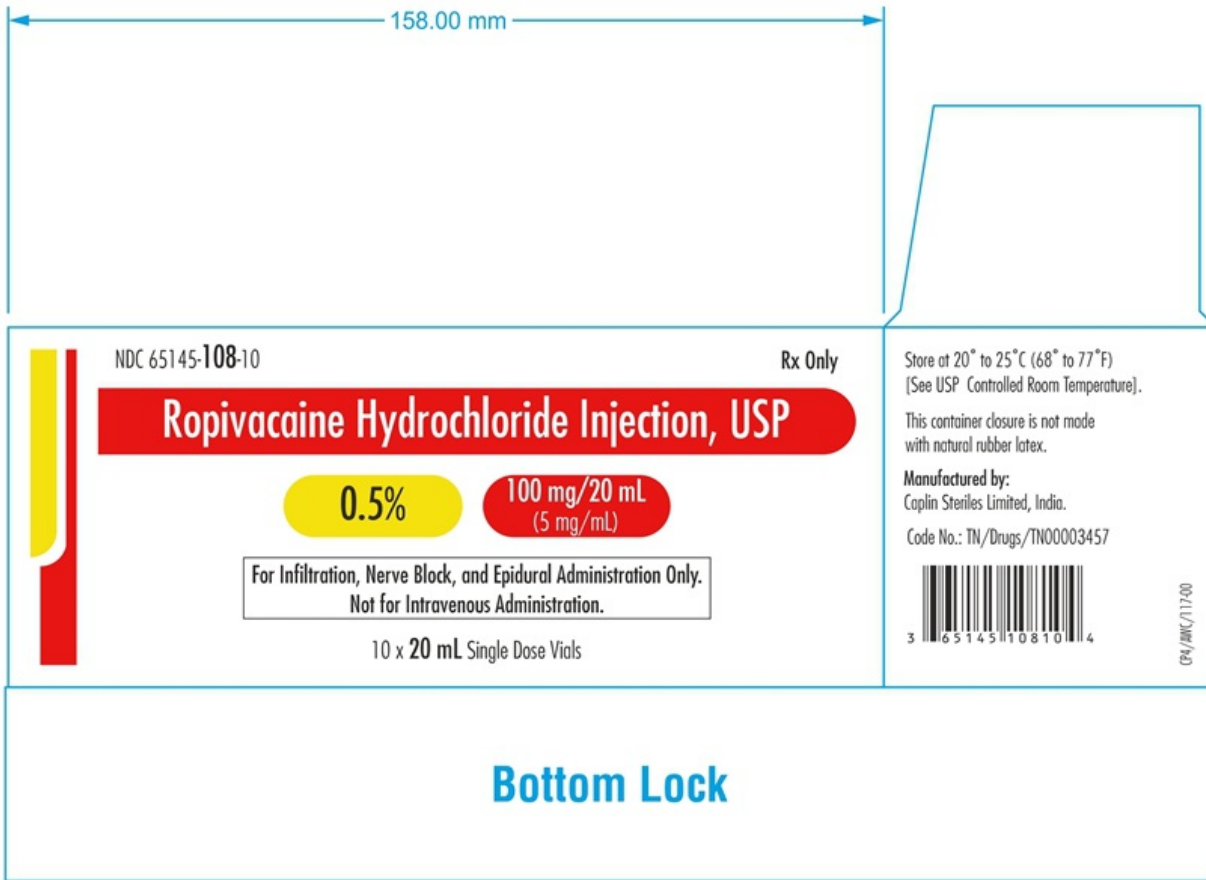 158.00 mm
NDC 65145-108-10
Rx Only
Ropivacaine Hydrochloride Injection, USP
0.5%
100 mg/20 mL
(5 mg/mL)
For Infiltration, Nerve Block, and Epidural Administration Only.
Not for Intravenous Administration.
10 x 20 mL Single Dose Vials
Store at 20˚ to 25˚C (68˚ to 77˚F)
[See USP Controlled Room Temperature].
This container closure is not made
with natural rubber latex.
Manufactured by:
Caplin Steriles Limited, India.
Code No.: TN/Drugs/TN00003457
3 65145 10810 4
CP4/AWC/117-00
Bottom Lock